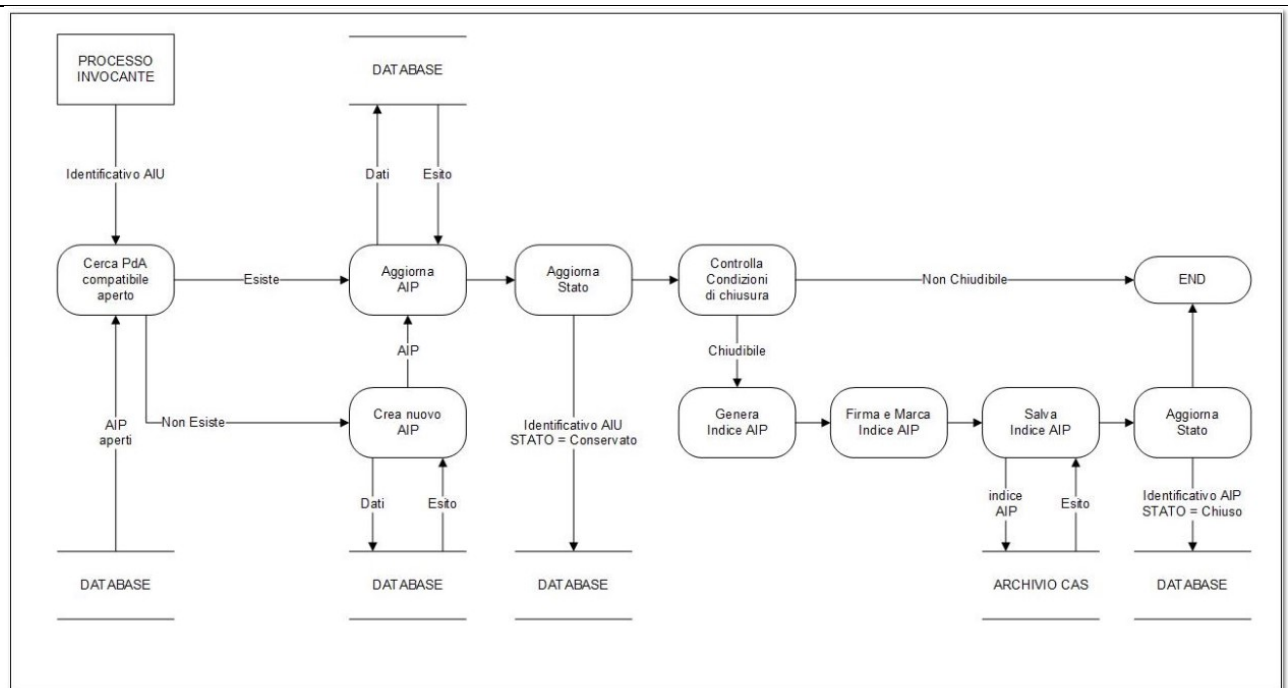 PROCESSO
INVOCANTE
DATABASE
Identificativo AIU
Dati
Esito
Cerca PdA
compatibile
aperto
Esiste
Aggiorna
AIP
Aggiorna
Stato
Controlla
Condizioni
di chiusura
Non Chiudibile
END
AIP
Chiudibile
AIP
aperti
Non Esiste
Crea nuovo
AIP
Identificativo AIU
STATO = Conservato
Genera
Indice AIP
Firma e Marca
Indice AIP
Salva
Indice AIP
Aggiorna
Stato
Dati
Esito
indice
AIP
Esito
Identificativo AIP
STATO = Chiuso
DATABASE
DATABASE
DATABASE
ARCHIVIO CAS
DATABASE